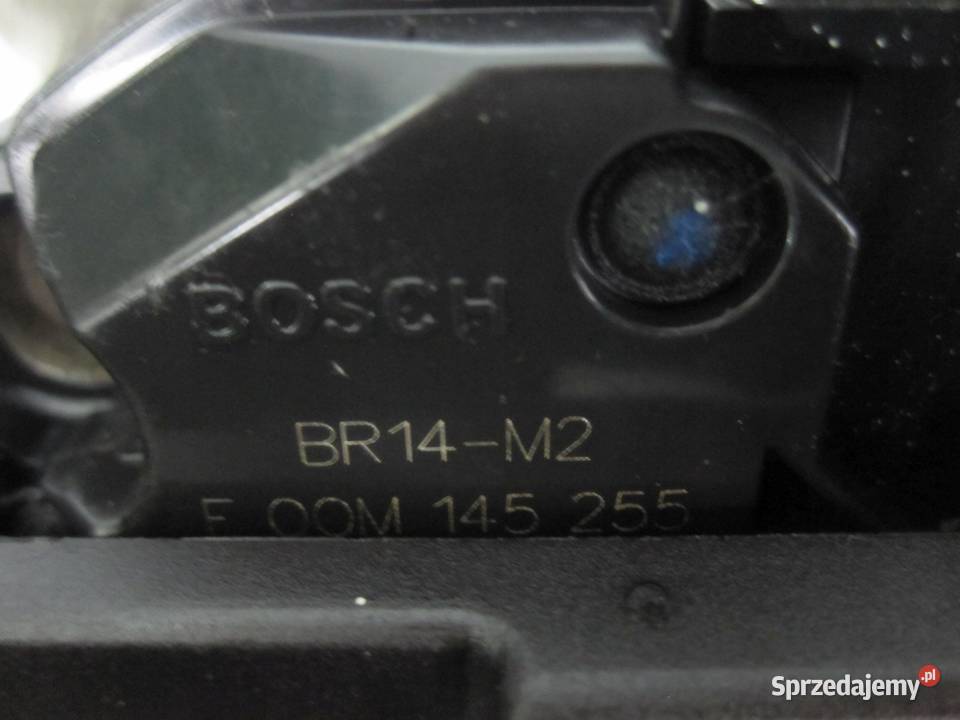 BOSCH
BR14-M2
F 00M 145 255
Sprzedajemy.pl